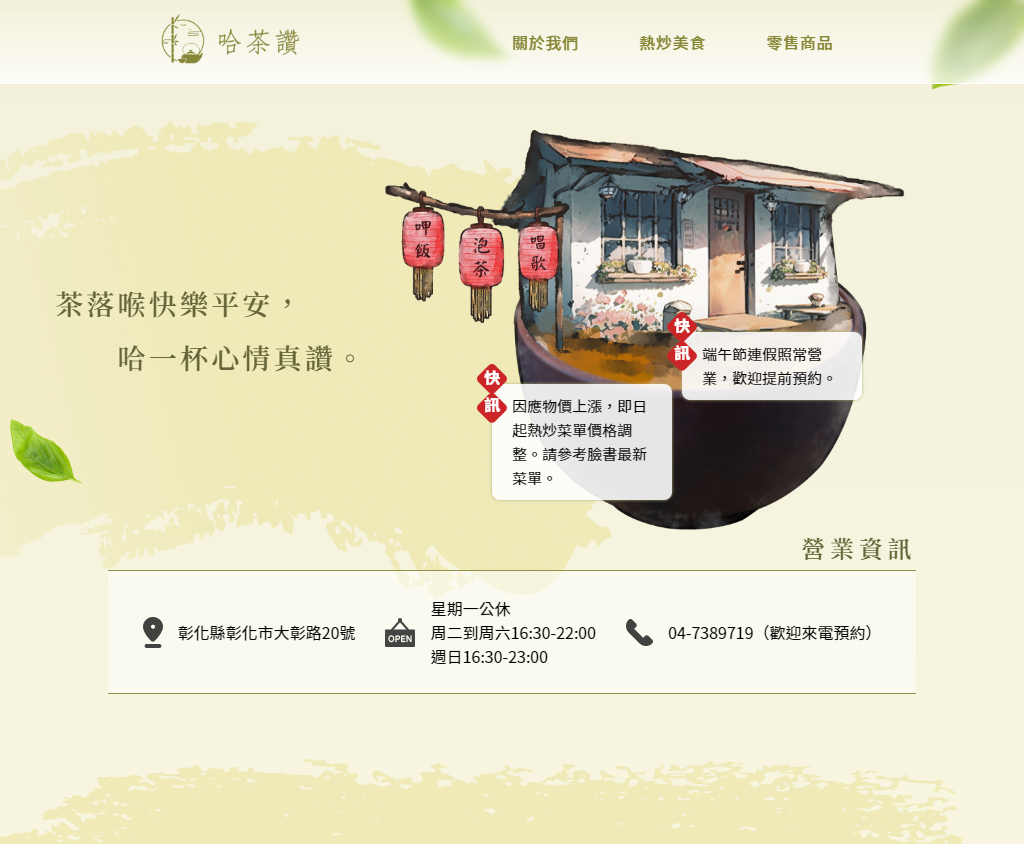 哈茶讚
關於我們
熱炒美食
零售商品
呷飯
泡茶
唱歌
茶落喉快樂平安，
哈一杯心情真讚。
快訊
端午節連假照常營
業，歡迎提前預約。
快訊
因應物價上漲，即日
起熱炒菜單價格調
整。請參考臉書最新
菜單。
營業資訊
彰化縣彰化市大彰路20號
OPEN
星期一公休
周二到周六16:30-22:00
週日16:30-23:00
04-7389719（歡迎來電預約）